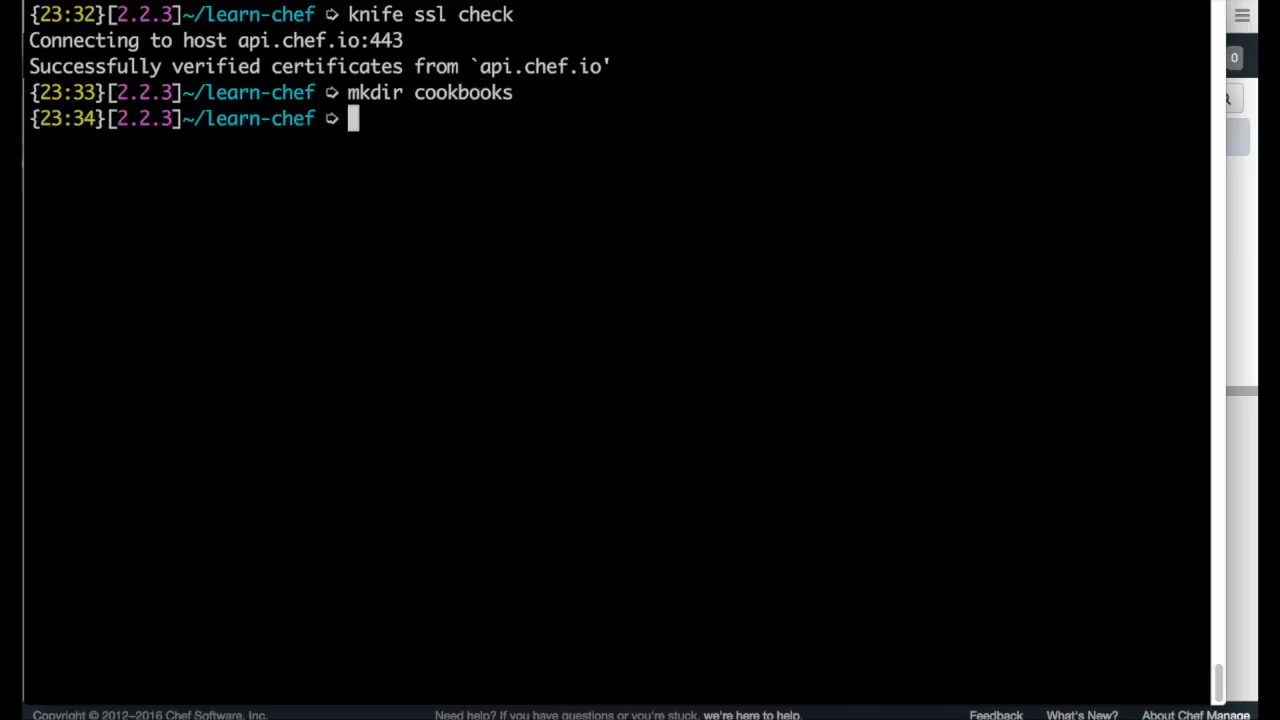 {23:32}[2.2.3]~/learn-chef ➩ knife ssl check
Connecting to host api.chef.io:443
Successfully verified certificates from `api.chef.io'
{23:33}[2.2.3]~/learn-chef ➩ mkdir cookbooks
{23:34}[2.2.3]~/learn-chef ➩
0
Copyright © 2012–2016 Chef Software, Inc. Need help? If you have questions or you're stuck, we're here to help. Feedback What's New? About Chef Manage